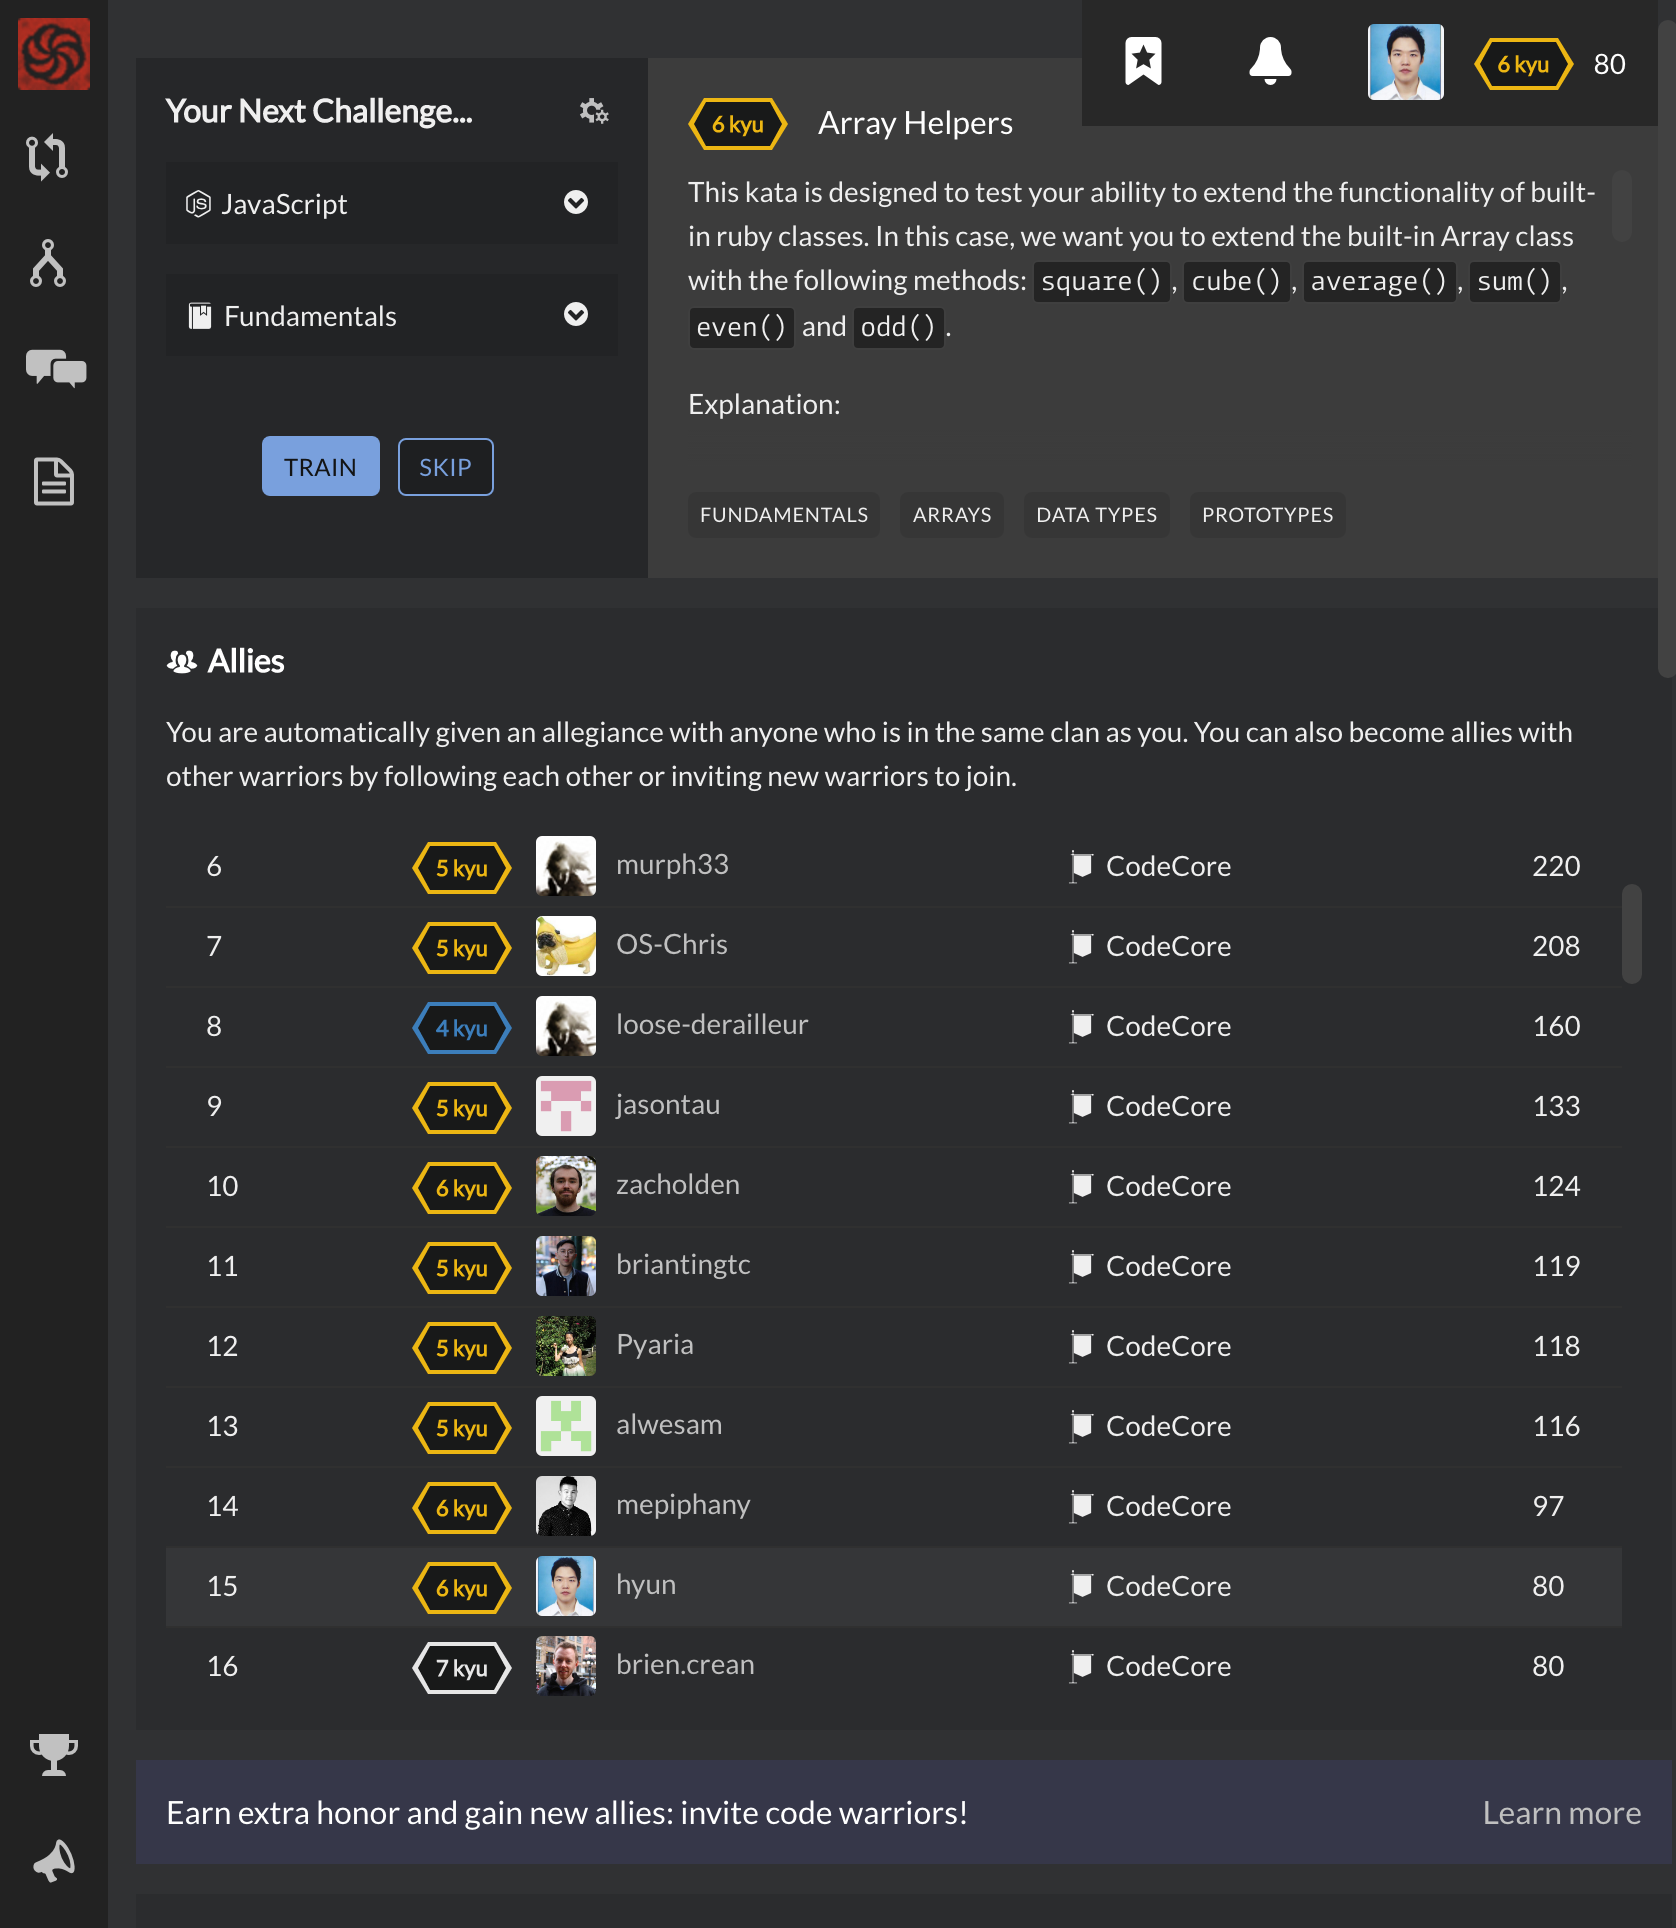 6 kyu 80
Your Next Challenge...
JS JavaScript
Fundamentals
TRAIN SKIP
6 kyu Array Helpers
This kata is designed to test your ability to extend the functionality of built-
in ruby classes. In this case, we want you to extend the built-in Array class
with the following methods: square() , cube() , average() , sum() ,
even() and odd() .
Explanation:
FUNDAMENTALS ARRAYS DATA TYPES PROTOTYPES
Allies
You are automatically given an allegiance with anyone who is in the same clan as you. You can also become allies with
other warriors by following each other or inviting new warriors to join.
6 5 kyu murph33 CodeCore 220
7 5 kyu OS-Chris CodeCore 208
8 4 kyu loose-derailleur CodeCore 160
9 5 kyu jasontau CodeCore 133
10 6 kyu zacholden CodeCore 124
11 5 kyu briantingtc CodeCore 119
12 5 kyu Pyaria CodeCore 118
13 5 kyu alwesam CodeCore 116
14 6 kyu mepiphany CodeCore 97
15 6 kyu hyun CodeCore 80
16 7 kyu brien.crean CodeCore 80
Earn extra honor and gain new allies: invite code warriors! Learn more